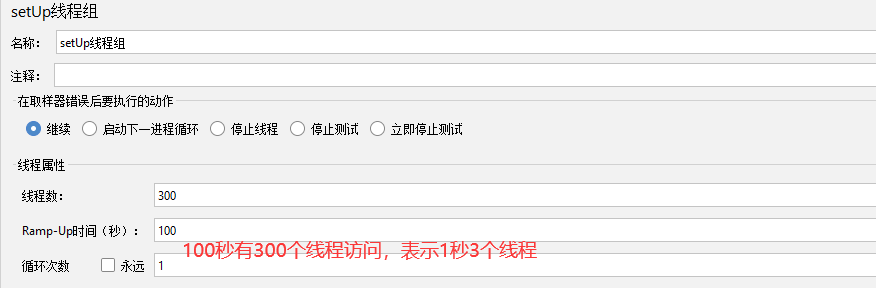 setUp线程组
名称： setUp线程组
注释：
在取样器错误后要执行的动作
继续 启动下一进程循环 停止线程 停止测试 立即停止测试
线程属性
线程数： 300
Ramp-Up时间（秒）： 100
100秒有300个线程访问，表示1秒3个线程
循环次数 永远 1